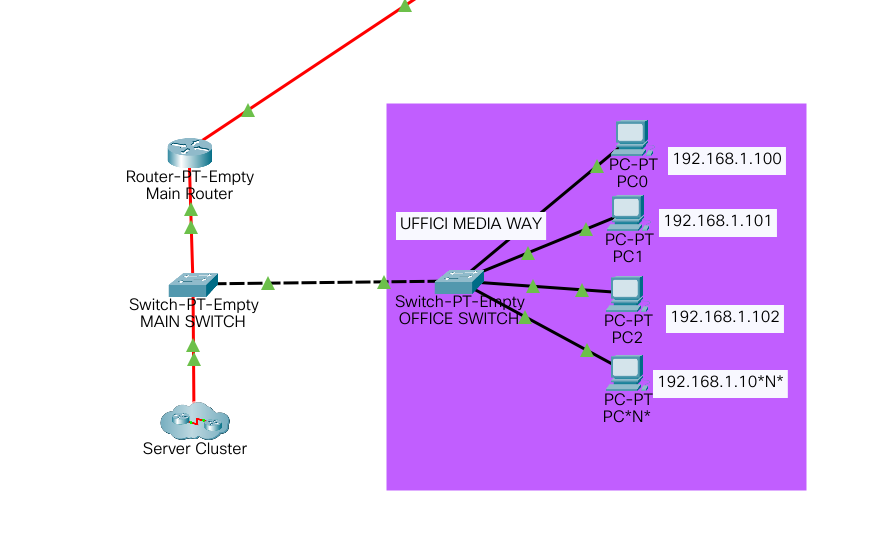 Router-PT-Empty
Main Router
Switch-PT-Empty
MAIN SWITCH
Server Cluster
UFFICI MEDIA WAY
Switch-PT-Empty
OFFICE SWITCH
PC-PT
PC0
192.168.1.100
PC-PT
PC1
192.168.1.101
PC-PT
PC2
192.168.1.102
PC-PT
PC*N*
192.168.1.10*N*